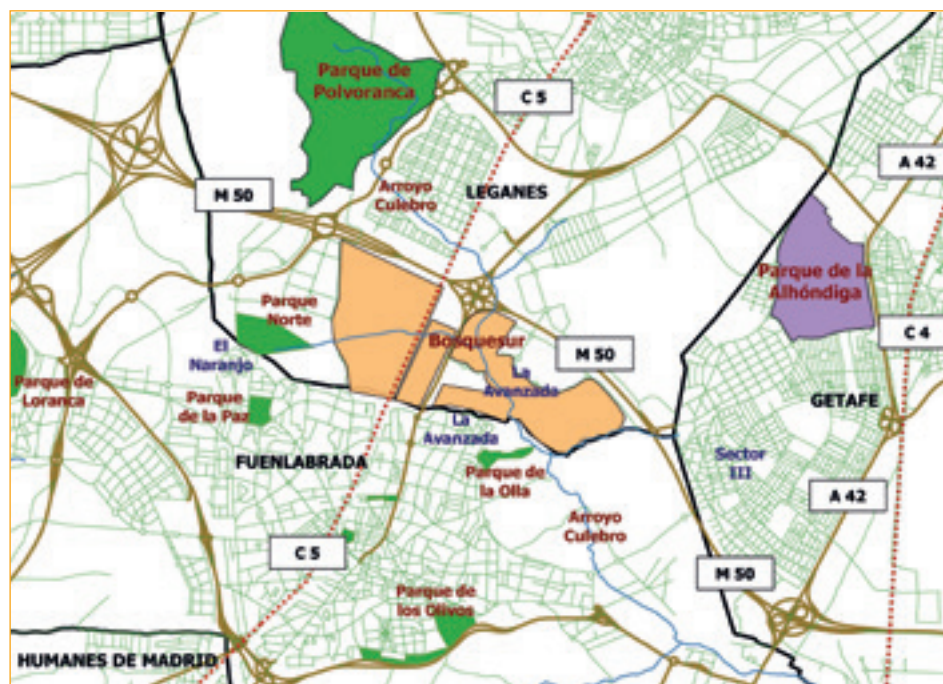 Parque de
Polvoranca
C 5
A 42
M 50
Arroyo
Culebro
LEGANES
Parque de la
Alhóndiga
Parque
Norte
Bosquesur
C 4
El
Naranjo
M 50
La
Avanzada
Parque de
Loranca
Parque
de la Paz
GETAFE
La
Avanzada
FUENLABRADA
Sector
III
Parque de
la Olla
A 42
Arroyo
Culebro
C 5
M 50
Parque de
los Olivos
HUMANES DE MADRID